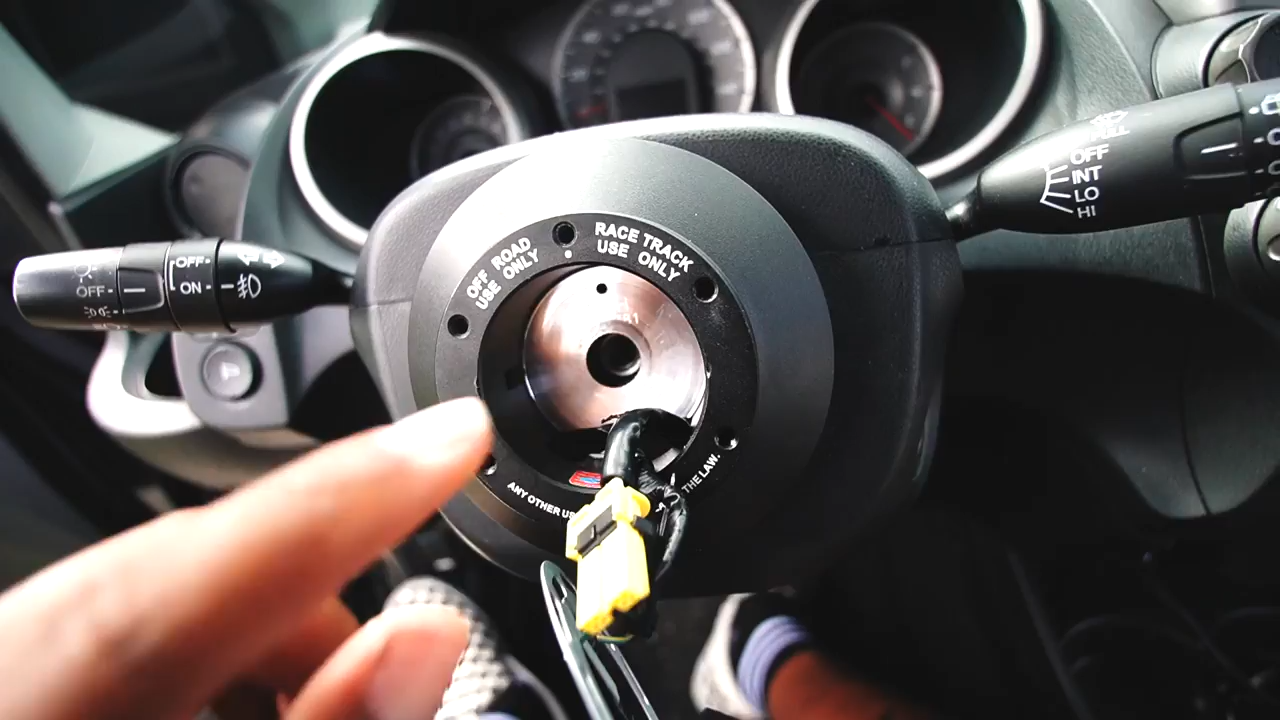 OFF ROAD
USE ONLY
RACE TRACK
USE ONLY
ANY OTHER US
THE LAW.
OFF
ON
OFF
OFF
INT
LO
HI